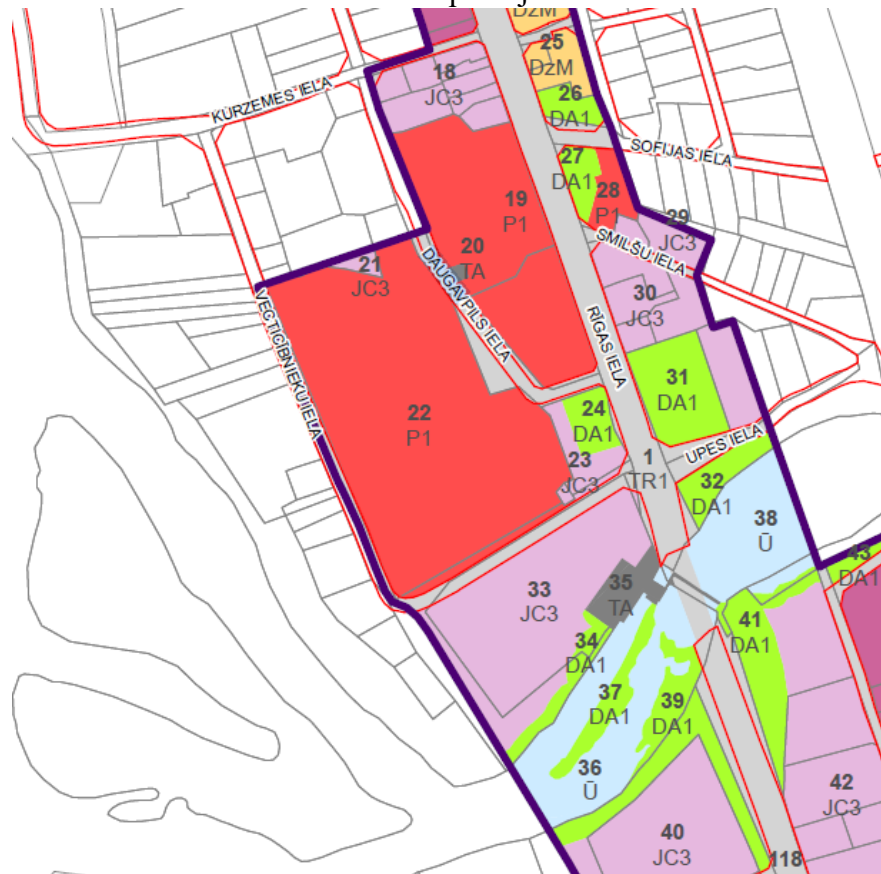 DzM
25
DzM
18
JC3
KURZEMES IELA
26
DA1
SOFIJAS IELA
27
DA1
28
P1
19
P1
29
JC3
SMILŠU IELA
20
TA
21
JC3
DAUGAVPILS IELA
30
JC3
VECTICĪBNIEKU IELA
RĪGAS IELA
31
DA1
22
P1
24
DA1
23
JC3
1
TR1
UPES IELA
32
DA1
38
Ū
43
DA1
33
JC3
35
TA
41
DA1
34
DA1
37
DA1
39
DA1
36
Ū
42
JC3
40
JC3
118